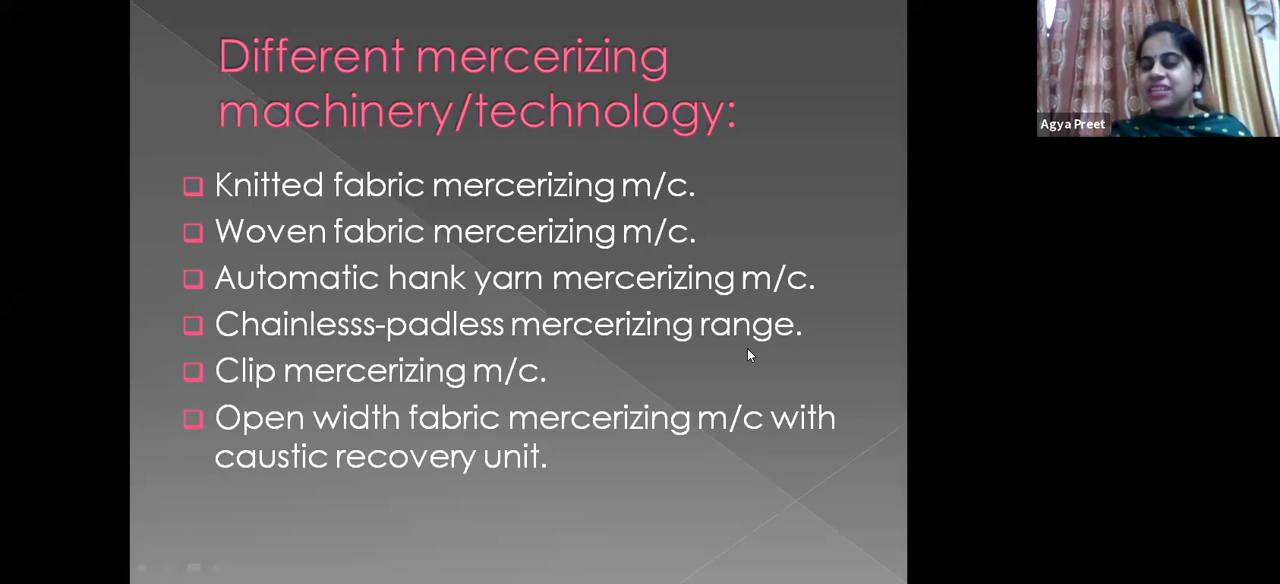 Different mercerizing
machinery/technology:
Knitted fabric mercerizing m/c.
Woven fabric mercerizing m/c.
Automatic hank yarn mercerizing m/c.
Chainlesss-padless mercerizing range.
Clip mercerizing m/c.
Open width fabric mercerizing m/c with
caustic recovery unit.
Agya Preet